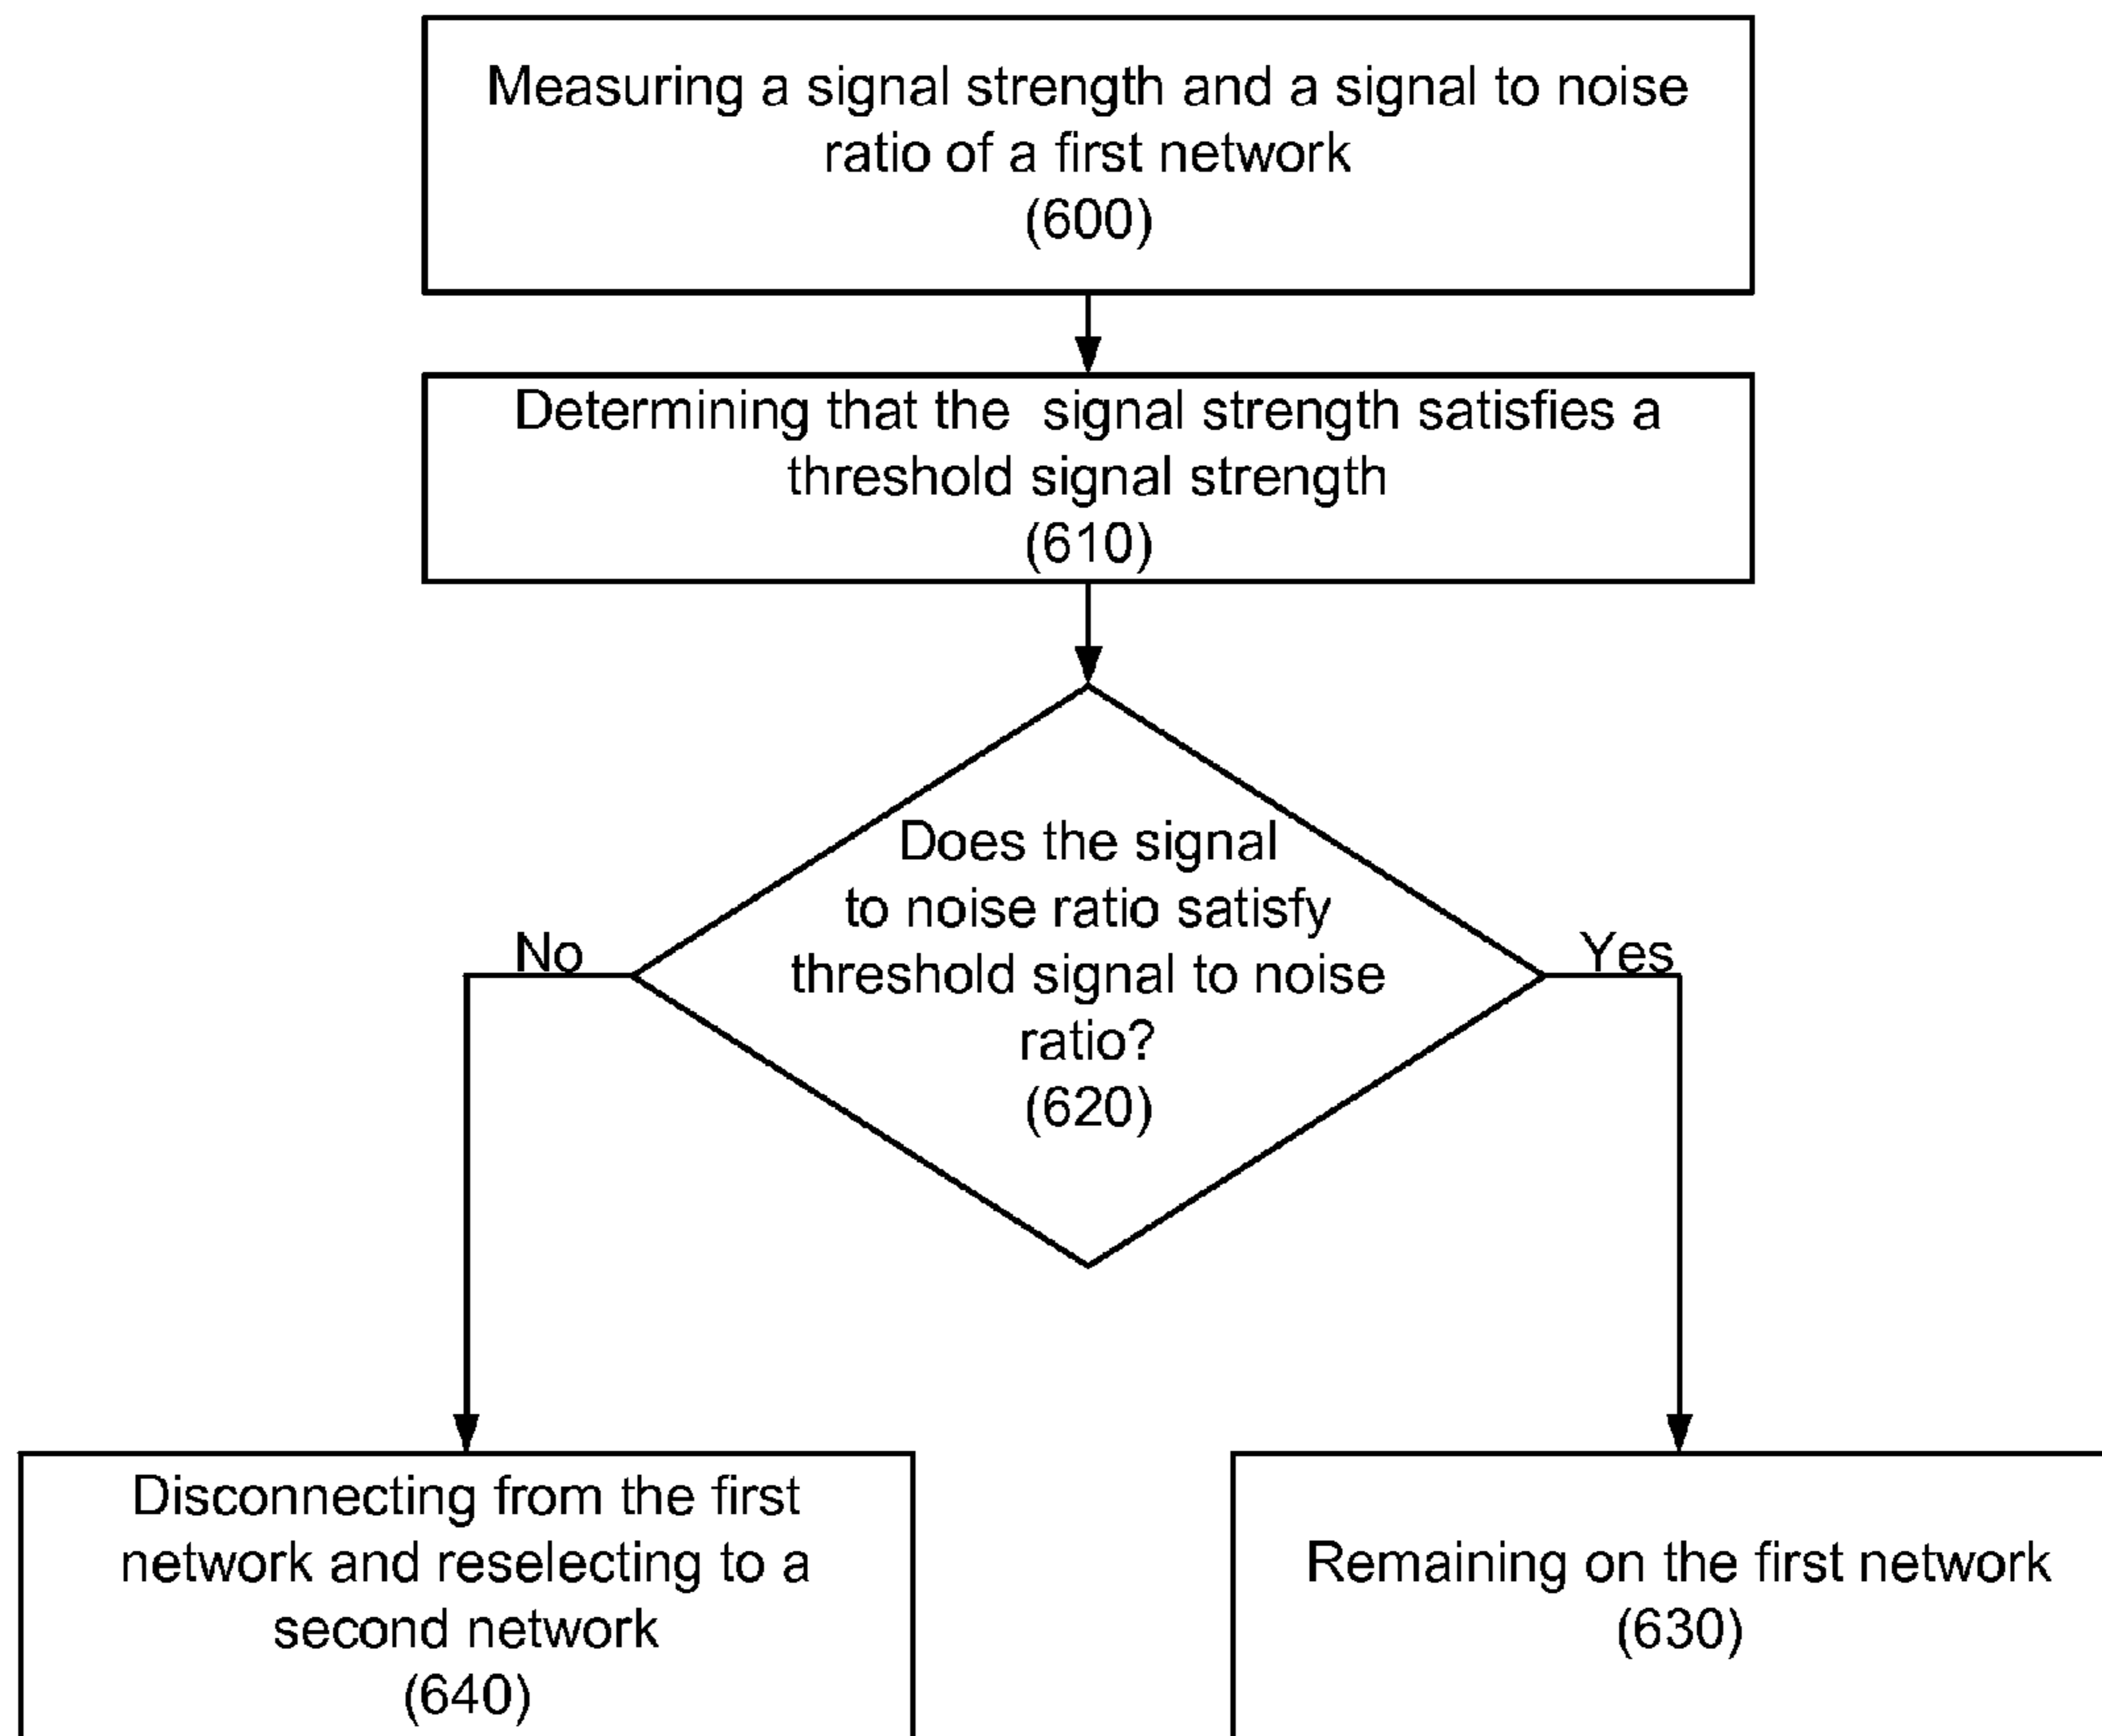 Measuring a signal strength and a signal to noise
ratio of a first network
(600)
Determining that the  signal strength satisfies a
threshold signal strength
(610)
Does the signal
to noise ratio satisfy
threshold signal to noise
ratio?
(620)
No
Yes
Disconnecting from the first
network and reselecting to a
second network
(640)
Remaining on the first network
(630)